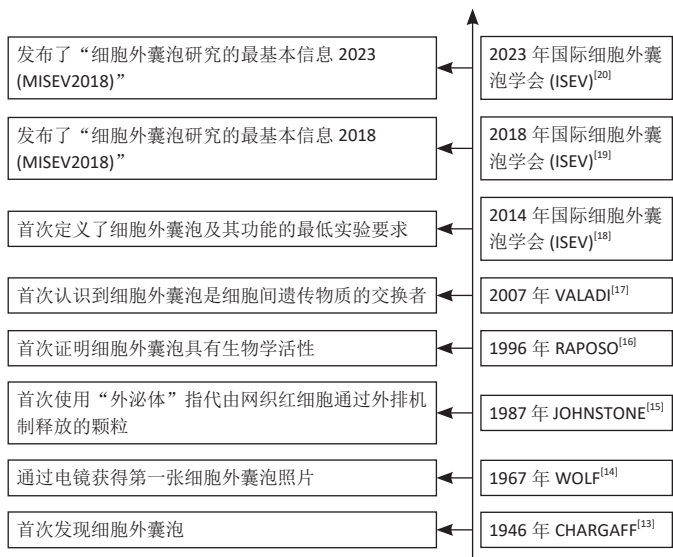 发布了“细胞外囊泡研究的最基本信息 2023
(MISEV2018)”
2023 年国际细胞外囊
泡学会 (ISEV)[20]
发布了“细胞外囊泡研究的最基本信息 2018
(MISEV2018)”
2018 年国际细胞外囊
泡学会 (ISEV)[19]
首次定义了细胞外囊泡及其功能的最低实验要求
2014 年国际细胞外囊
泡学会 (ISEV)[18]
首次认识到细胞外囊泡是细胞间遗传物质的交换者
2007 年 VALADI[17]
首次证明细胞外囊泡具有生物学活性
1996 年 RAPOSO[16]
首次使用“外泌体”指代由网织红细胞通过外排机
制释放的颗粒
1987 年 JOHNSTONE[15]
通过电镜获得第一张细胞外囊泡照片
1967 年 WOLF[14]
首次发现细胞外囊泡
1946 年 CHARGAFF[13]